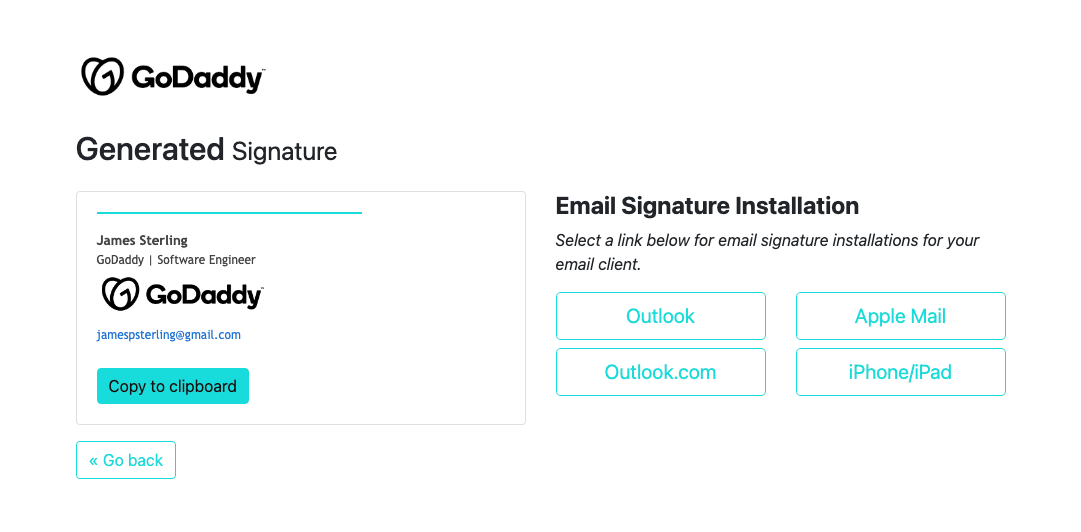 GoDaddy™
Generated Signature
James Sterling
GoDaddy | Software Engineer
GoDaddy™
jamespsterling@gmail.com
Copy to clipboard
« Go back
Email Signature Installation
Select a link below for email signature installations for your
email client.
Outlook
Apple Mail
Outlook.com
iPhone/iPad